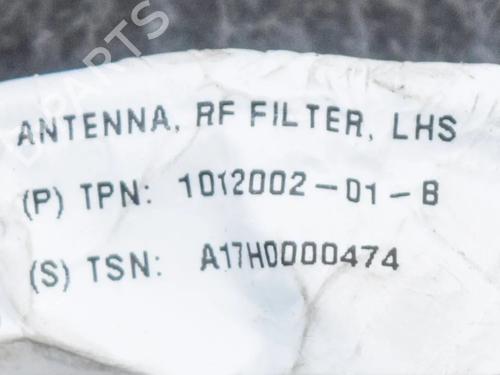 ANTENNA, RF FILTER, LHS
(P) TPN: 1012002-01-B
(S) TSN: A17H0000474